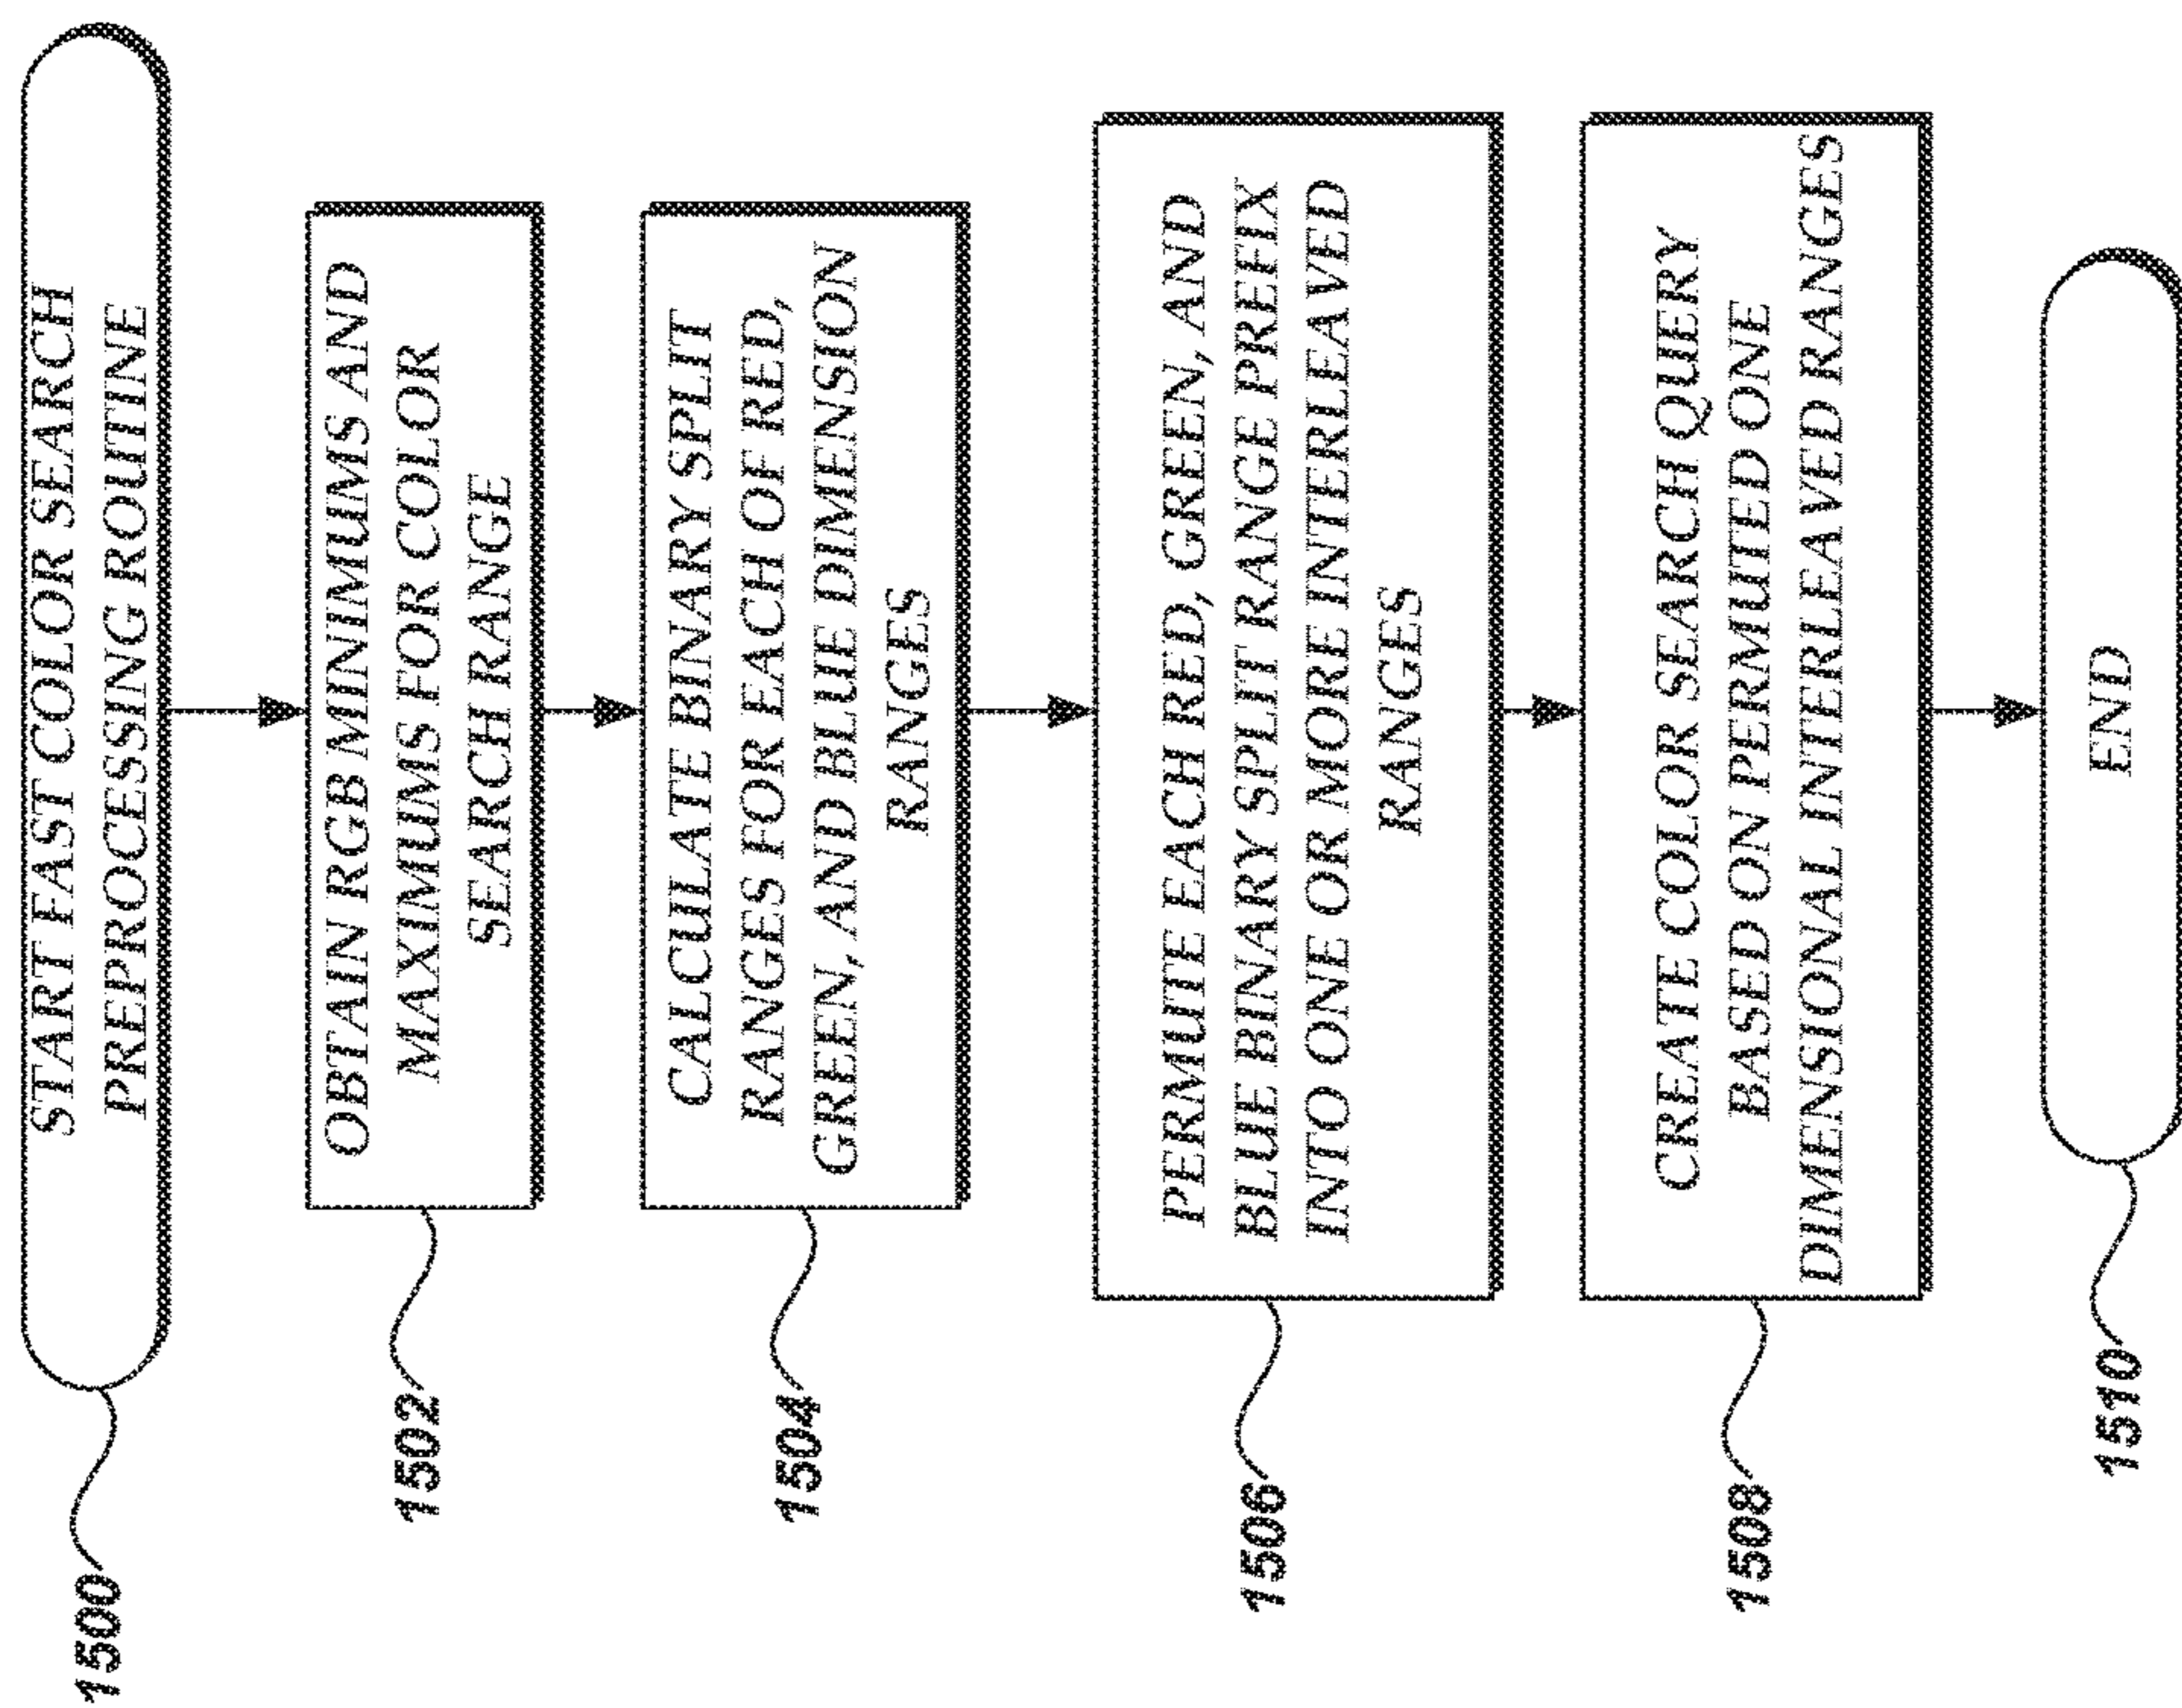 START FAST COLOR SEARCH
PREPROCESSING ROUTINE
1500
OBTAIN RGB MINIMUMS AND
MAXIMUMS FOR COLOR
SEARCH RANGE
1502
CALCULATE BINARY SPLIT
RANGES FOR EACH OF RED,
GREEN, AND BLUE DIMENSION
RANGES
1504
PERMUTE EACH RED, GREEN, AND
BLUE BINARY SPLIT RANGE PREFIX
INTO ONE OR MORE INTERLEAVED
RANGES
1506
CREATE COLOR SEARCH QUERY
BASED ON PERMUTED ONE
DIMENSIONAL INTERLEAVED RANGES
1508
END
1510